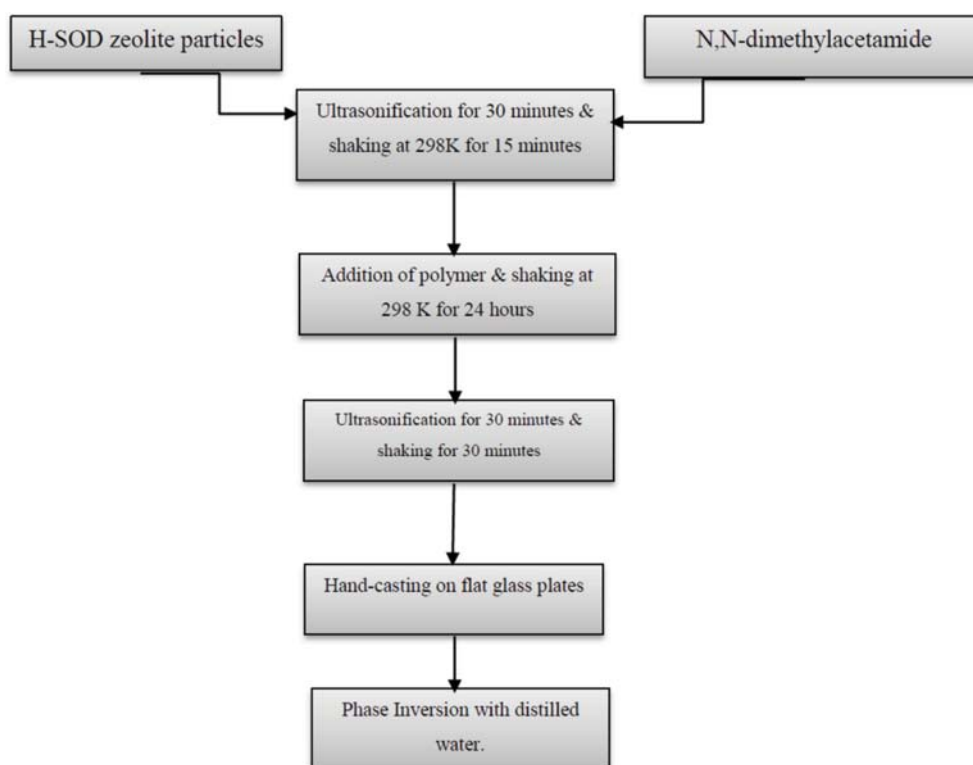 H-SOD zeolite particles
N,N-dimethylacetamide
Ultrasonification for 30 minutes &
shaking at 298K for 15 minutes
Addition of polymer & shaking at
298 K for 24 hours
Ultrasonification for 30 minutes &
shaking for 30 minutes
Hand-casting on flat glass plates
Phase Inversion with distilled
water.